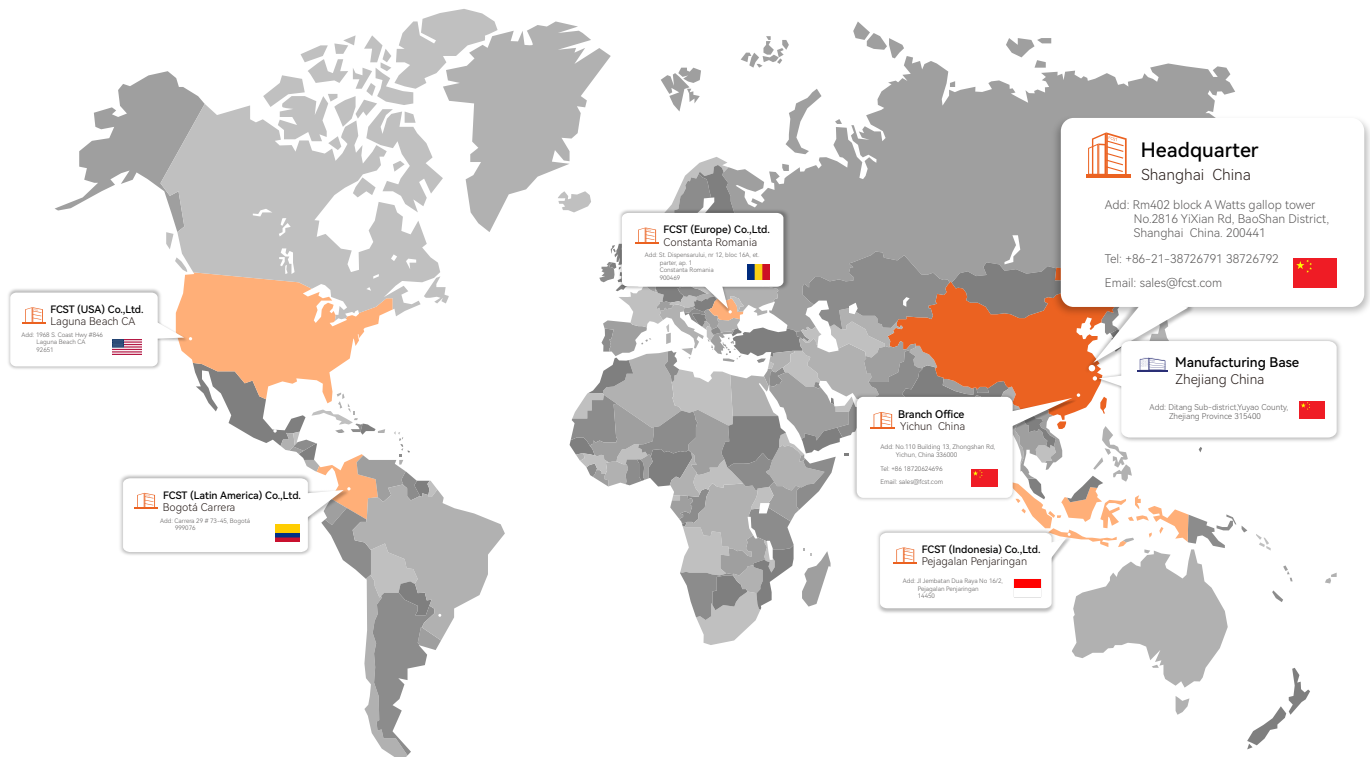 Headquarter
Shanghai China
Add: Rm402 block A Watts gallop tower
No.2816 YiXian Rd, BaoShan District,
Shanghai China. 200441
Tel: +86-21-38726791 38726792
Email: sales@fcst.com
FCST (Europe) Co.,Ltd.
Constanta Romania
Add: St. Dispensarului, nr 12, bloc 16A, et.
parter, ap. 1
Constanta Romania
900469
FCST (USA) Co.,Ltd.
Laguna Beach CA
Add: 1968 S. Coast Hwy #846
Laguna Beach CA
92651
Manufacturing Base
Zhejiang China
Add: Ditang Sub-district,Yuyao County,
Zhejiang Province 315400
Branch Office
Yichun China
Add: No.110 Building 13, Zhongshan Rd,
Yichun, China 336000
Tel: +86 18720624696
Email: sales@fcst.com
FCST (Latin America) Co.,Ltd.
Bogotá Carrera
Add: Carrera 29 # 73-45, Bogotá
999076
FCST (Indonesia) Co.,Ltd.
Pejagalan Penjaringan
Add: Jl Jembatan Dua Raya No 16/2,
Pejagalan Penjaringan
14450